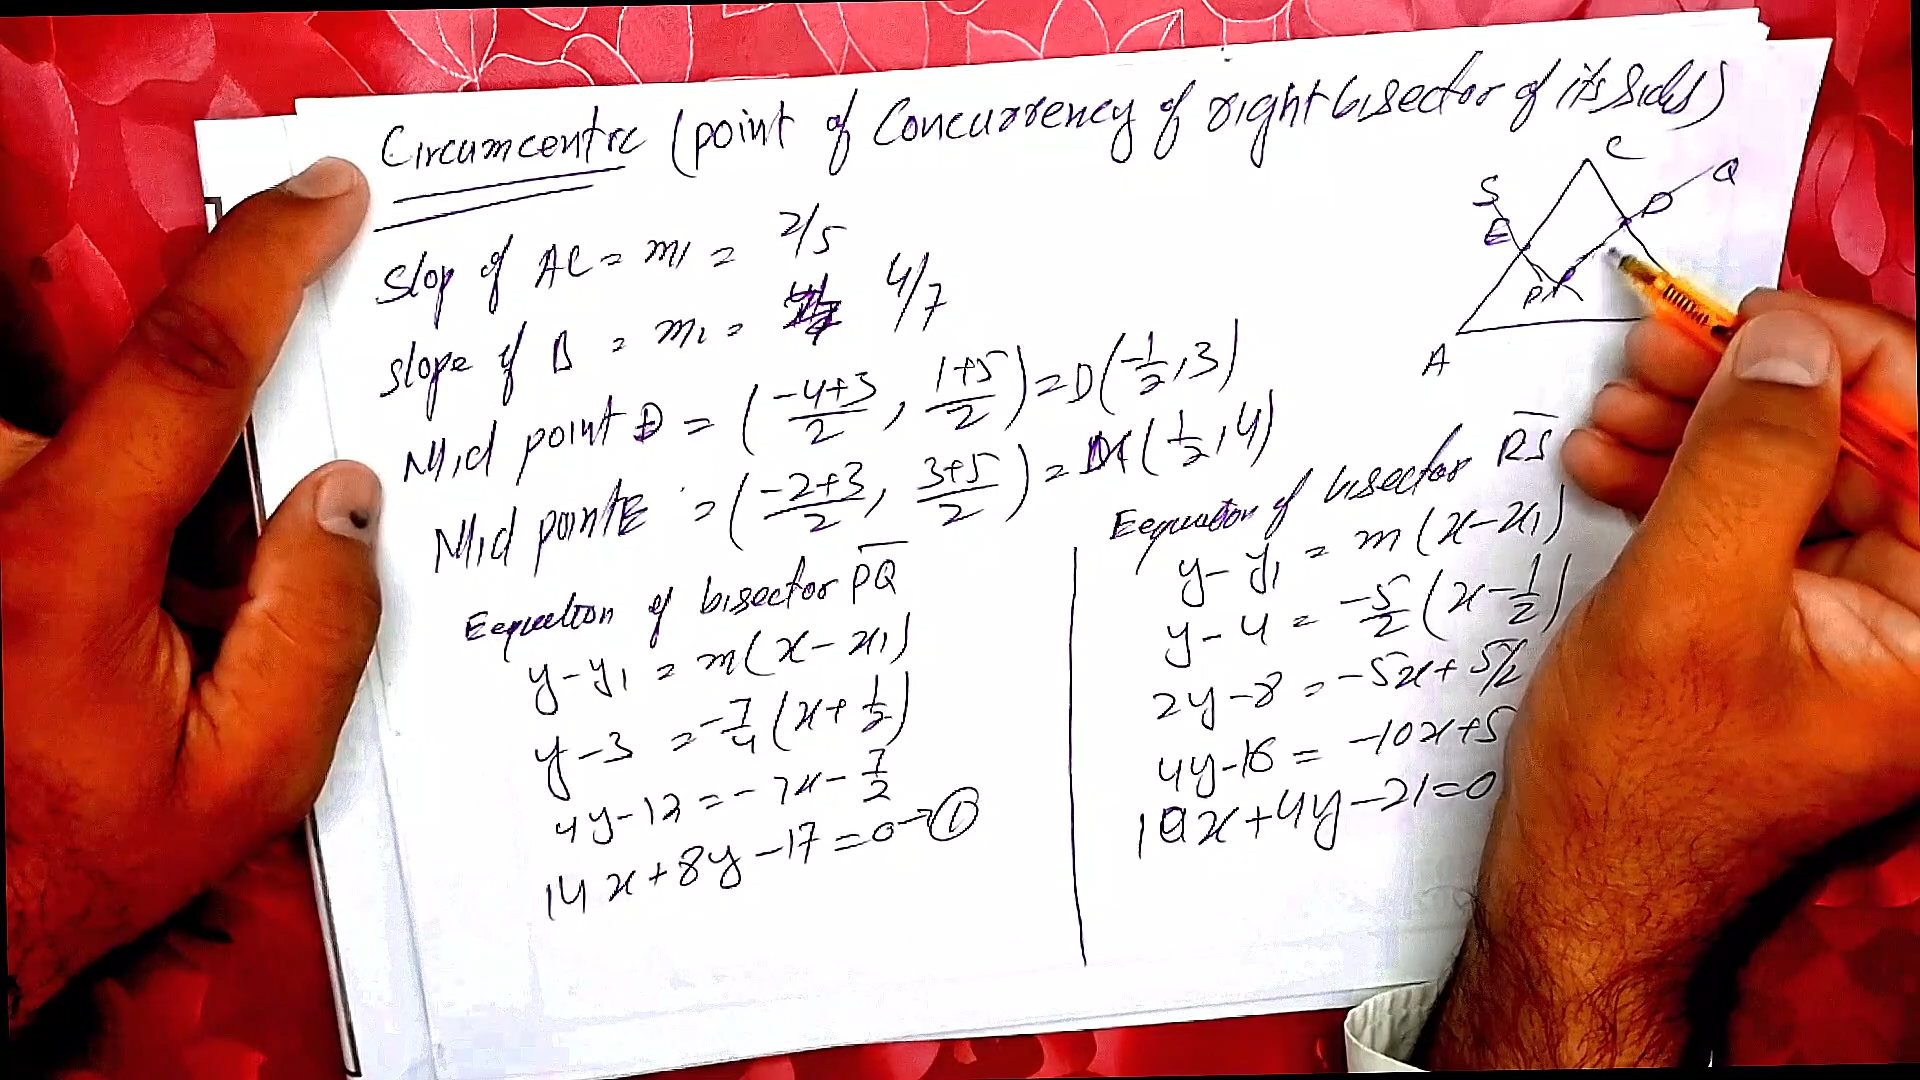 Circumcentre (point of Concurrency of right bisector of its Sides)
Slop of AC = m1 = 2/5
slope of B = m2 = 4/7
Mid point D = (-4+3/2, 1+5/2) = D(-1/2, 3)
Mid point E = (-2+3/2, 3+5/2) = (1/2, 4)
Eequation of bisector PQ
y - y1 = m(x - x1)
y - 3 = -7/4 (x + 1/2)
4y - 12 = -7x - 7/2
14x + 8y - 17 = 0 → ①
Eequation of bisector RS
y - y1 = m(x - x1)
y - 4 = -5/2 (x - 1/2)
2y - 8 = -5x + 5/2
4y - 16 = -10x + 5
10x + 4y - 21 = 0
C
S
Q
D
E
P
R
A